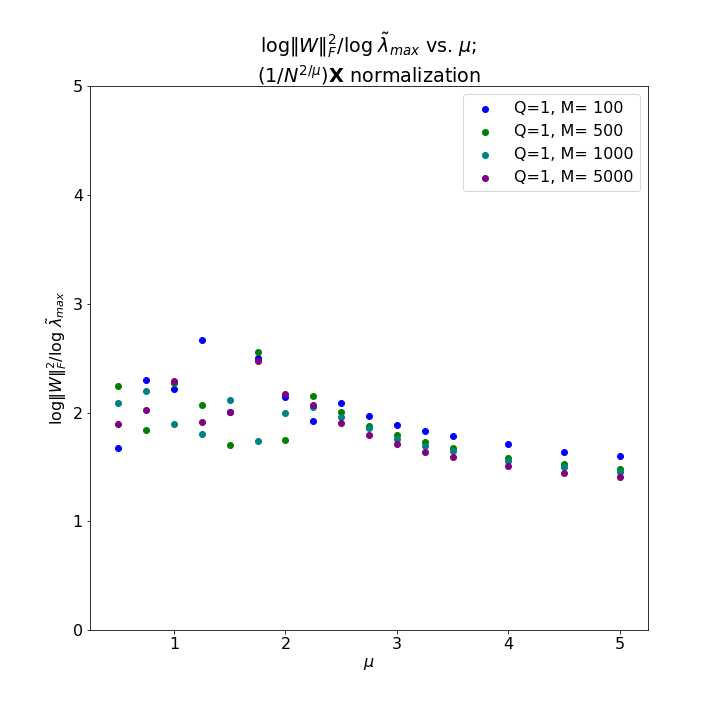 log‖W‖²_F/log λ̃_max vs. μ;
(1/N^{2/μ})X normalization
5
4
3
2
1
0
log‖W‖²_F/log λ̃_max
1
2
3
4
5
μ
Q=1, M= 100
Q=1, M= 500
Q=1, M= 1000
Q=1, M= 5000